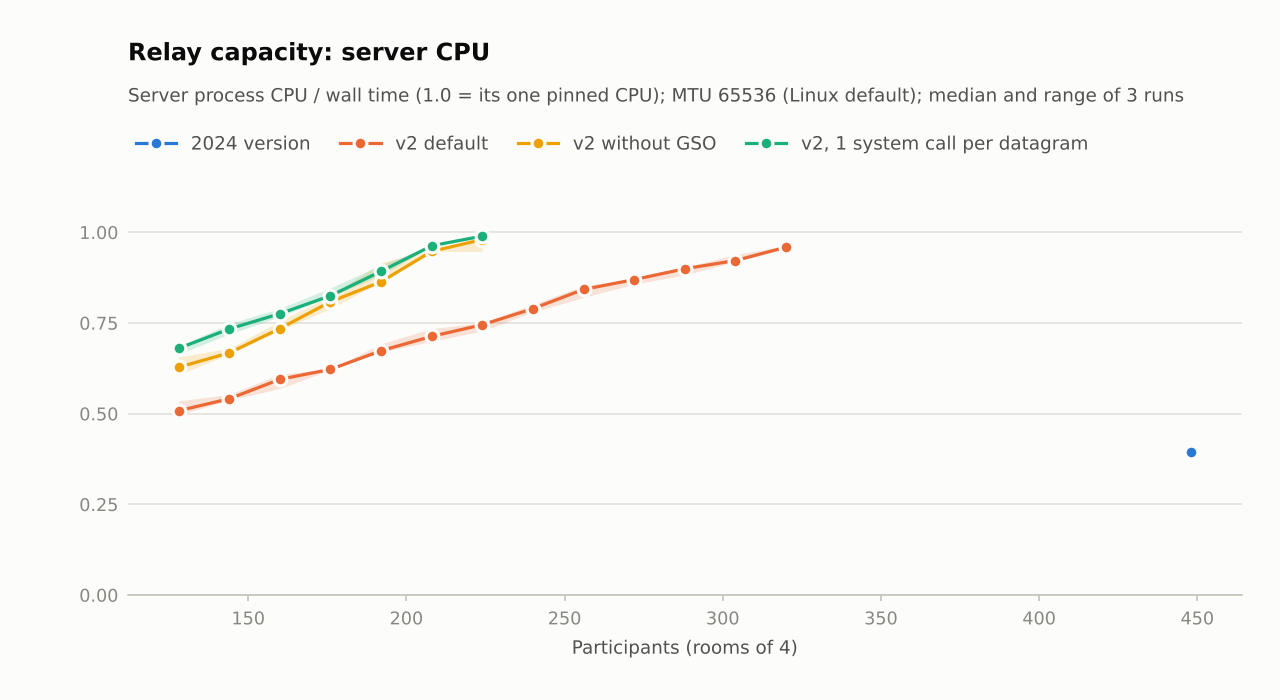 Relay capacity: server CPU
Server process CPU / wall time (1.0 = its one pinned CPU); MTU 65536 (Linux default); median and range of 3 runs
2024 version v2 default v2 without GSO v2, 1 system call per datagram
1.00
0.75
0.50
0.25
0.00
150 200 250 300 350 400 450
Participants (rooms of 4)